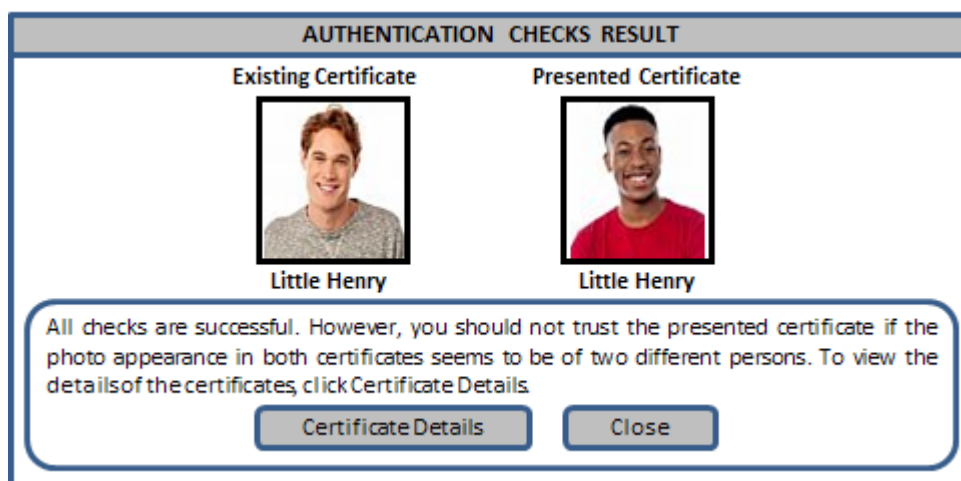 AUTHENTICATION CHECKS RESULT
Existing Certificate Presented Certificate
Little Henry Little Henry
All checks are successful. However, you should not trust the presented certificate if the
photo appearance in both certificates seems to be of two different persons. To view the
details of the certificates, click Certificate Details.
Certificate Details Close